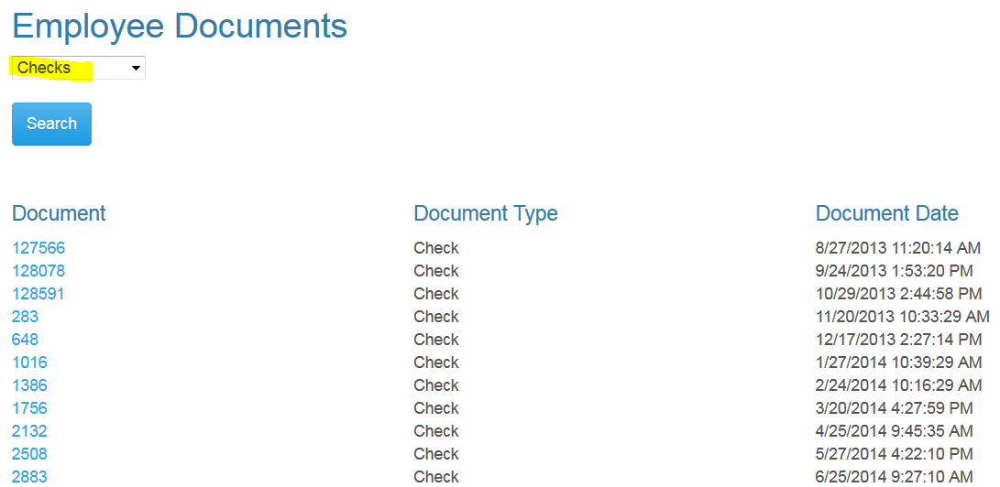 Employee Documents
Checks
Search
Document Document Type Document Date
127566 Check 8/27/2013 11:20:14 AM
128078 Check 9/24/2013 1:53:20 PM
128591 Check 10/29/2013 2:44:58 PM
283 Check 11/20/2013 10:33:29 AM
648 Check 12/17/2013 2:27:14 PM
1016 Check 1/27/2014 10:39:29 AM
1386 Check 2/24/2014 10:16:29 AM
1756 Check 3/20/2014 4:27:59 PM
2132 Check 4/25/2014 9:45:35 AM
2508 Check 5/27/2014 4:22:10 PM
2883 Check 6/25/2014 9:27:10 AM